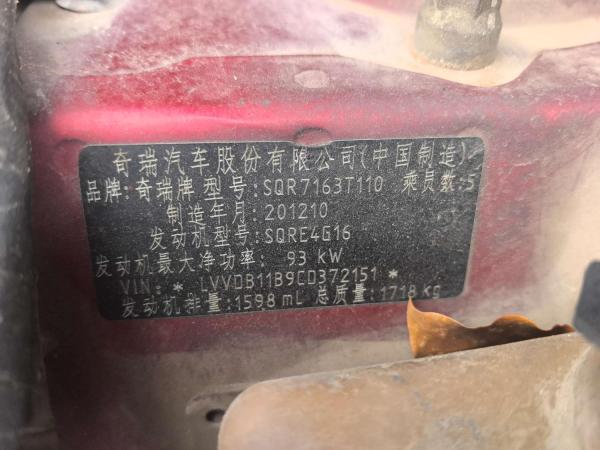 奇瑞汽车股份有限公司(中国制造)
品牌:奇瑞牌 型号:SQR7163T110 乘员数:5
制造年月:201210
发动机型号:SQRE4G16
发动机最大净功率: 93 kW
VIN: * LVVDB11B9CD372151 *
发动机排量:1598 mL 总质量:1718 kg